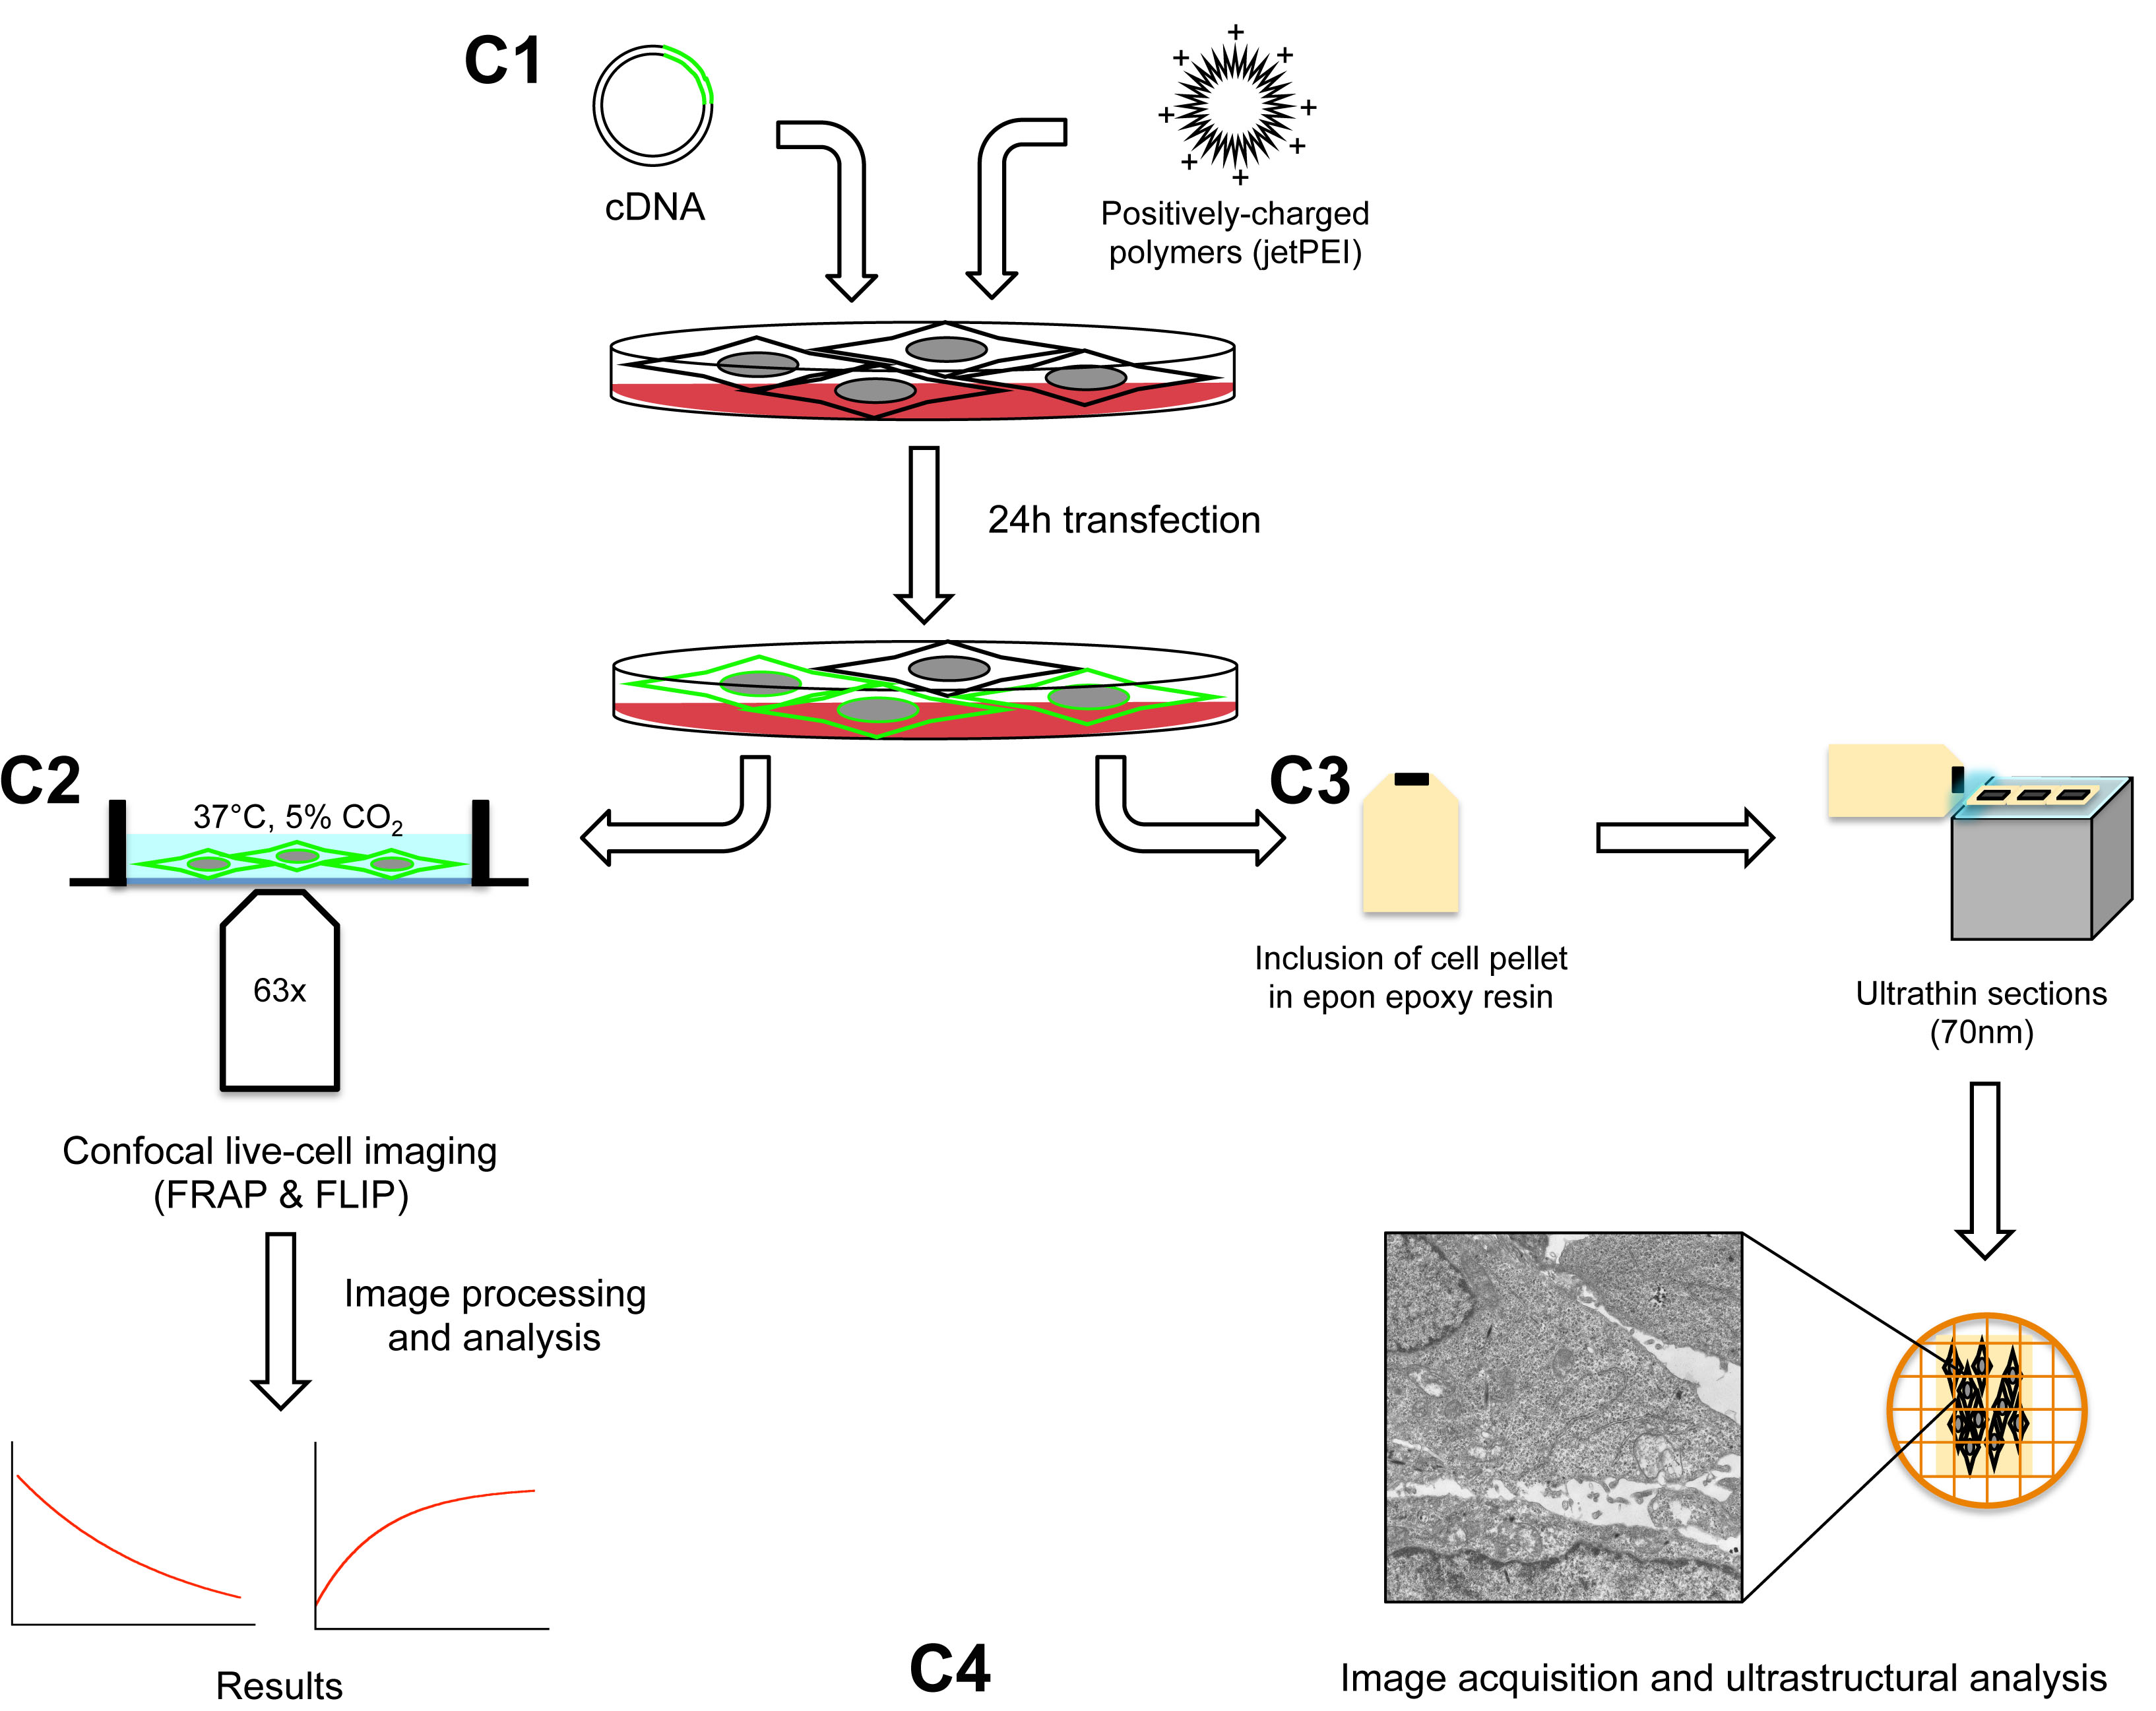 C1
cDNA
+
+
+
+
+
+
+
+
Positively-charged
polymers (jetPEI)
24h transfection
C2
37°C, 5% CO₂
63x
Confocal live-cell imaging
(FRAP & FLIP)
Image processing
and analysis
Results
C3
Inclusion of cell pellet
in epon epoxy resin
Ultrathin sections
(70nm)
C4
Image acquisition and ultrastructural analysis